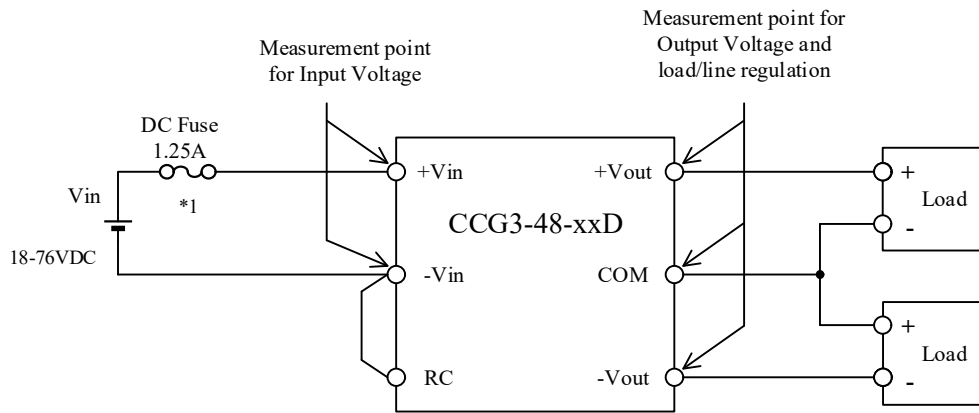 Measurement point
for Input Voltage
Measurement point for
Output Voltage and
load/line regulation
DC Fuse
1.25A
*1
Vin
18-76VDC
+Vin
-Vin
RC
CCG3-48-xxD
+Vout
COM
-Vout
+
Load
-
+
Load
-